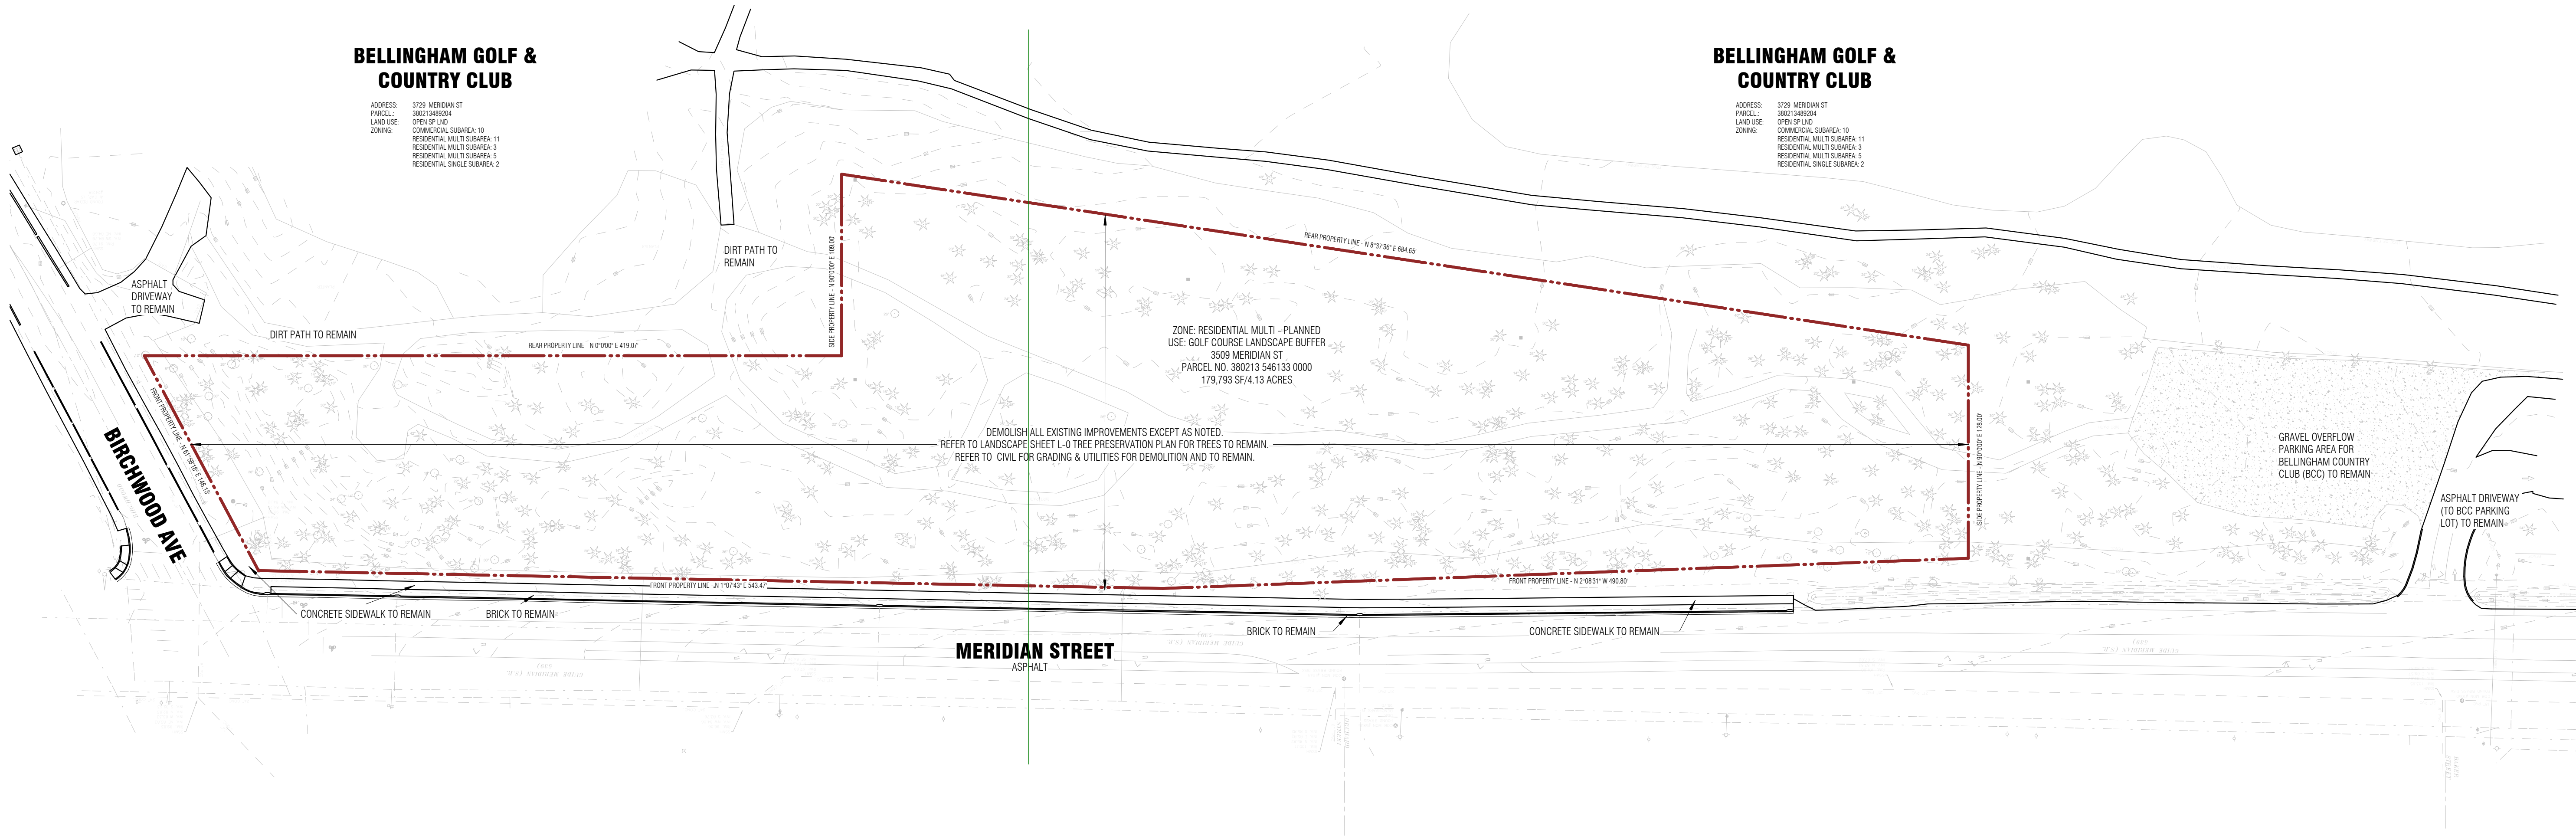 BELLINGHAM GOLF &
COUNTRY CLUB
ADDRESS: 3729 MERIDIAN ST
PARCEL.: 380213489204
LAND USE: OPEN SP LND
ZONING: COMMERCIAL SUBAREA: 10
RESIDENTIAL MULTI SUBAREA: 11
RESIDENTIAL MULTI SUBAREA: 3
RESIDENTIAL MULTI SUBAREA: 5
RESIDENTIAL SINGLE SUBAREA: 2
BELLINGHAM GOLF &
COUNTRY CLUB
ADDRESS: 3729 MERIDIAN ST
PARCEL.: 380213489204
LAND USE: OPEN SP LND
ZONING: COMMERCIAL SUBAREA: 10
RESIDENTIAL MULTI SUBAREA: 11
RESIDENTIAL MULTI SUBAREA: 3
RESIDENTIAL MULTI SUBAREA: 5
RESIDENTIAL SINGLE SUBAREA: 2
DIRT PATH TO
REMAIN
SIDE PROPERTY LINE - N 90°0'00" E 109.00'
REAR PROPERTY LINE - N 8°37'36" E 684.65'
ASPHALT
DRIVEWAY
TO REMAIN
DIRT PATH TO REMAIN
REAR PROPERTY LINE - N 0°0'00" E 419.07'
ZONE: RESIDENTIAL MULTI - PLANNED
USE: GOLF COURSE LANDSCAPE BUFFER
3509 MERIDIAN ST
PARCEL NO. 380213 546133 0000
179,793 SF/4.13 ACRES
FRONT PROPERTY LINE - N 61°58'18" E 146.13'
BIRCHWOOD AVE
DEMOLISH ALL EXISTING IMPROVEMENTS EXCEPT AS NOTED.
REFER TO LANDSCAPE SHEET L-0 TREE PRESERVATION PLAN FOR TREES TO REMAIN.
REFER TO CIVIL FOR GRADING & UTILITIES FOR DEMOLITION AND TO REMAIN.
SIDE PROPERTY LINE - N 90°0'00" E 128.00'
GRAVEL OVERFLOW
PARKING AREA FOR
BELLINGHAM COUNTRY
CLUB (BCC) TO REMAIN
ASPHALT DRIVEWAY
(TO BCC PARKING
LOT) TO REMAIN
FRONT PROPERTY LINE - N 1°07'43" E 543.47'
FRONT PROPERTY LINE - N 2°08'31" W 490.80'
CONCRETE SIDEWALK TO REMAIN
BRICK TO REMAIN
BRICK TO REMAIN
CONCRETE SIDEWALK TO REMAIN
MERIDIAN STREET
ASPHALT